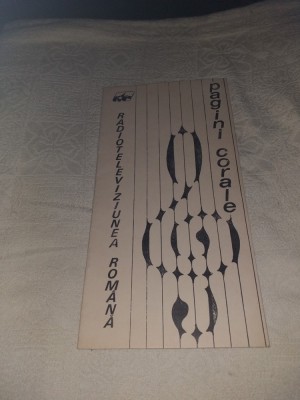 RADIOTELEVIZIUNEA ROMÂNĂ
pagini corale